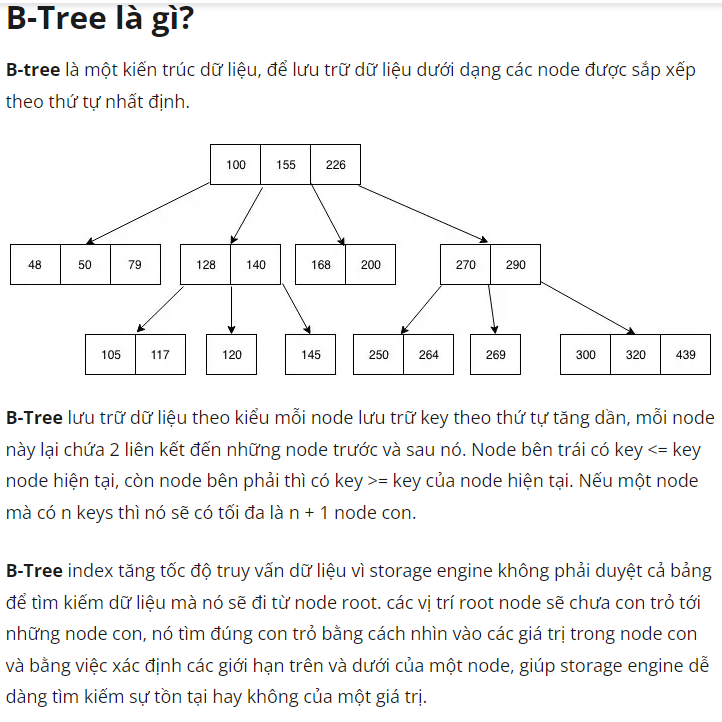 B-Tree là gì?
B-tree là một kiến trúc dữ liệu, để lưu trữ dữ liệu dưới dạng các node được sắp xếp
theo thứ tự nhất định.
100 155 226
48 50 79 128 140 168 200 270 290
105 117 120 145 250 264 269 300 320 439
B-Tree lưu trữ dữ liệu theo kiểu mỗi node lưu trữ key theo thứ tự tăng dần, mỗi node
này lại chứa 2 liên kết đến những node trước và sau nó. Node bên trái có key <= key
node hiện tại, còn node bên phải thì có key >= key của node hiện tại. Nếu một node
mà có n keys thì nó sẽ có tối đa là n + 1 node con.
B-Tree index tăng tốc độ truy vấn dữ liệu vì storage engine không phải duyệt cả bảng
để tìm kiếm dữ liệu mà nó sẽ đi từ node root. các vị trí root node sẽ chưa con trỏ tới
những node con, nó tìm đúng con trỏ bằng cách nhìn vào các giá trị trong node con
và bằng việc xác định các giới hạn trên và dưới của một node, giúp storage engine dễ
dàng tìm kiếm sự tồn tại hay không của một giá trị.